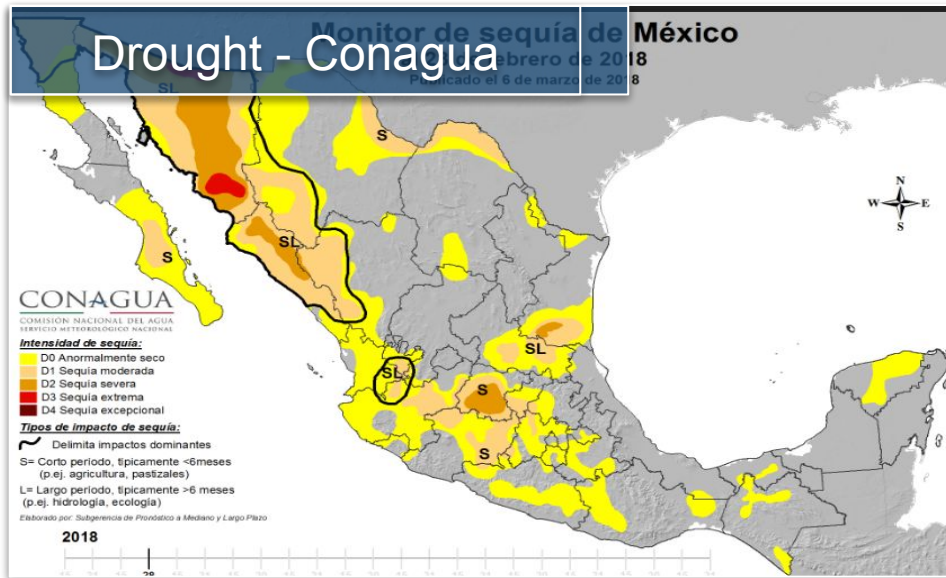 Drought - Conagua
Monitor de sequía de México
ebrero de 2018
Publicado el 6 de marzo de 2018
SL
S
S
SL
SL
SL
S
S
N
W E
S
CONAGUA
COMISIÓN NACIONAL DEL AGUA
SERVICIO METEOROLÓGICO NACIONAL
Intensidad de sequía:
D0 Anormalmente seco
D1 Sequía moderada
D2 Sequía severa
D3 Sequía extrema
D4 Sequía excepcional
Tipos de impacto de sequía:
Delimita impactos dominantes
S= Corto período, típicamente <6meses
(p.ej. agricultura, pastizales)
L= Largo período, típicamente >6 meses
(p.ej. hidrología, ecología)
Elaborado por: Subgerencia de Pronóstico a Mediano y Largo Plazo
2018
28